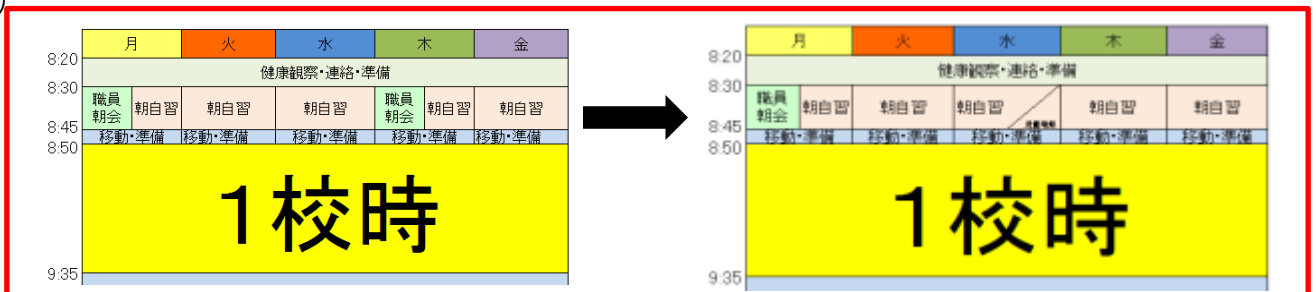 )
月 火 水 木 金
8:20
健康観察・連絡・準備
8:30
職員朝会 朝自習 朝自習 朝自習 職員朝会 朝自習 朝自習
8:45
移動・準備 移動・準備 移動・準備 移動・準備 移動・準備
8:50
1校時
9:35
月 火 水 木 金
8:20
健康観察・連絡・準備
8:30
職員朝会 朝自習 朝自習 朝自習 朝自習 朝自習
8:45
移動・準備 移動・準備 移動・準備 移動・準備 移動・準備
8:50
1校時
9:35